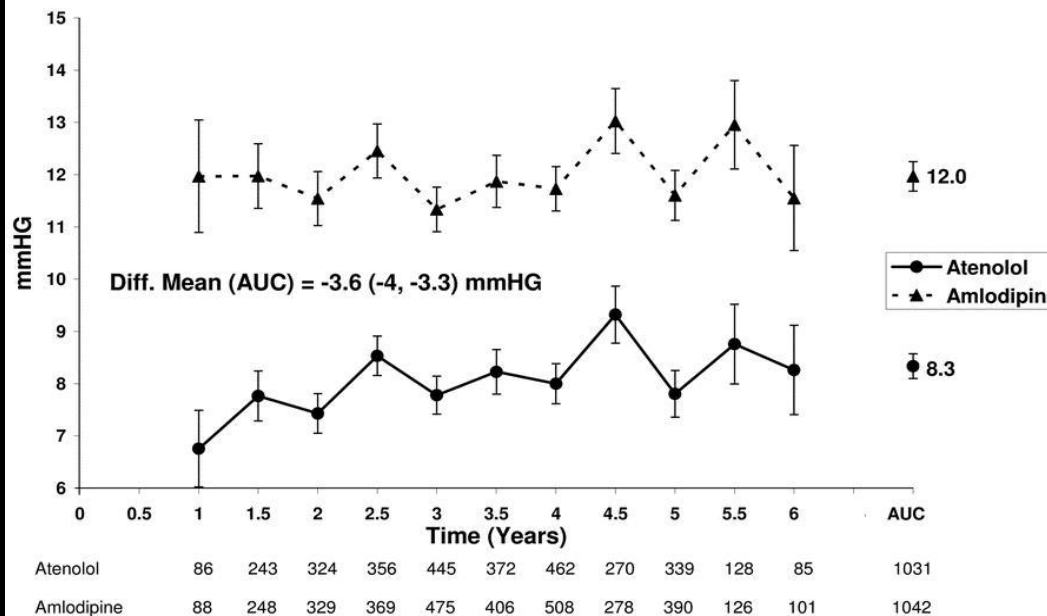 15
14
13
12
11
10
9
8
7
6
mmHG
12.0
Diff. Mean (AUC) = -3.6 (-4, -3.3) mmHG
Atenolol
Amlodipin
8.3
0 0.5 1 1.5 2 2.5 3 3.5 4 4.5 5 5.5 6 AUC
Time (Years)
Atenolol 86 243 324 356 445 372 462 270 339 128 85 1031
Amlodipine 88 248 329 369 475 406 508 278 390 126 101 1042